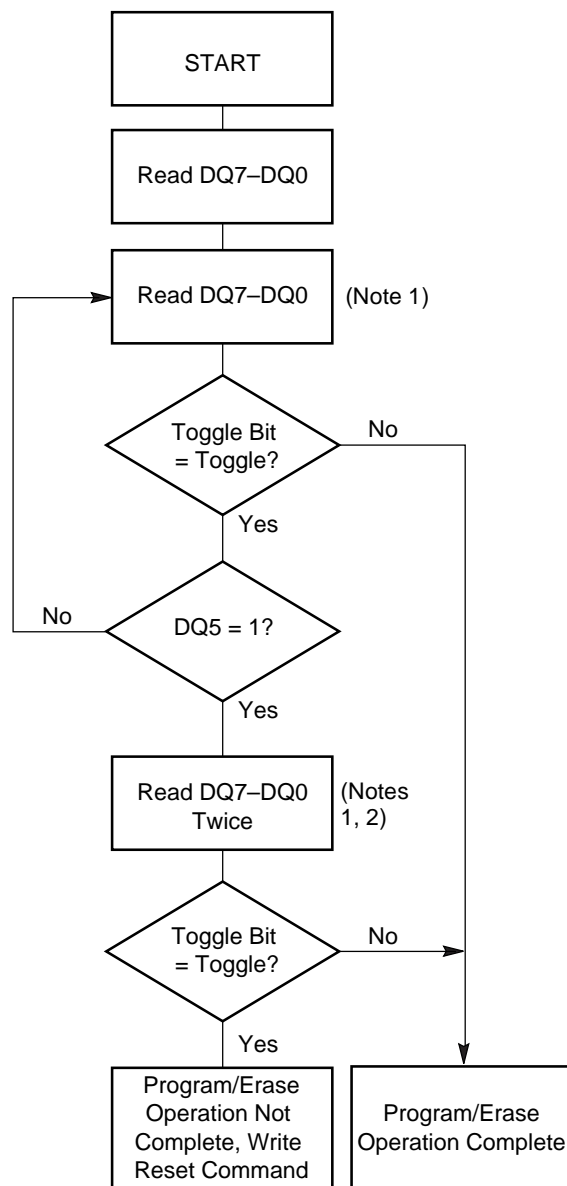 START
Read DQ7–DQ0
Read DQ7–DQ0
(Note 1)
Toggle Bit
= Toggle?
No
Yes
No
DQ5 = 1?
Yes
Read DQ7–DQ0
Twice
(Notes
1, 2)
Toggle Bit
= Toggle?
No
Yes
Program/Erase
Operation Not
Complete, Write
Reset Command
Program/Erase
Operation Complete